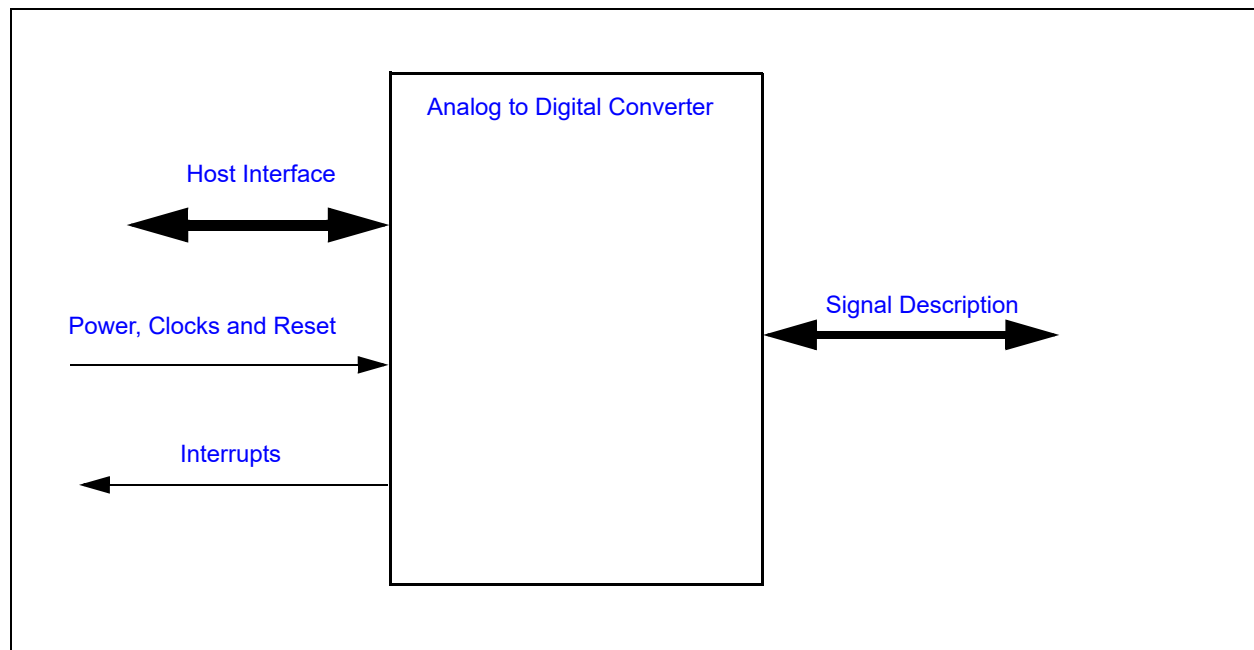 Analog to Digital Converter
Host Interface
Signal Description
Power, Clocks and Reset
Interrupts